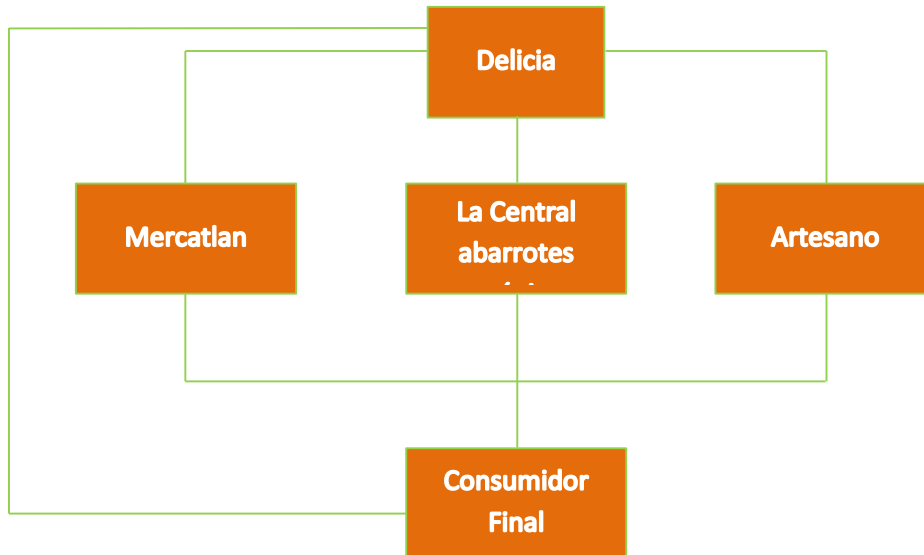 Delicia
Mercatlan
La Central
abarrotes
Artesano
Consumidor
Final